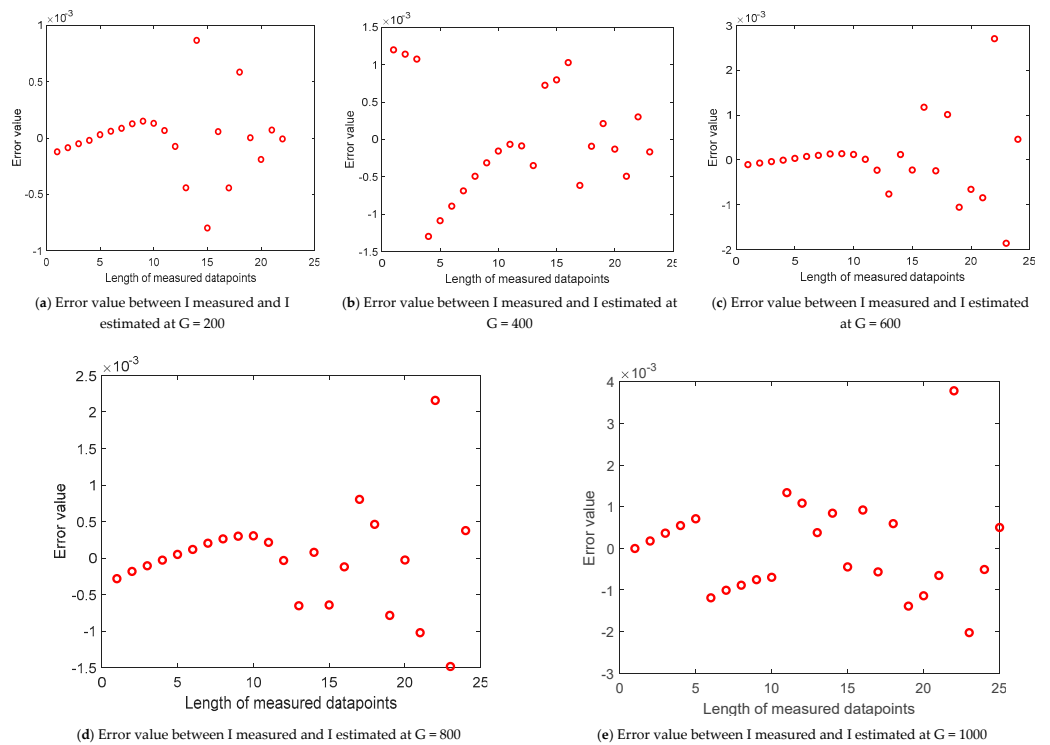 ×10-3
1
0.5
0
-0.5
-1
Error value
0 5 10 15 20 25
Length of measured datapoints
(a) Error value between I measured and I
estimated at G = 200
×10-3
1.5
1
0.5
0
-0.5
-1
-1.5
Error value
0 5 10 15 20 25
Length of measured datapoints
(b) Error value between I measured and I estimated at
G = 400
×10-3
3
2
1
0
-1
-2
Error value
0 5 10 15 20 25
Length of measured datapoints
(c) Error value between I measured and I estimated
at G = 600
×10-3
2.5
2
1.5
1
0.5
0
-0.5
-1
-1.5
Error value
0 5 10 15 20 25
Length of measured datapoints
(d) Error value between I measured and I estimated at G = 800
×10-3
4
3
2
1
0
-1
-2
-3
Error value
0 5 10 15 20 25
Length of measured datapoints
(e) Error value between I measured and I estimated at G = 1000